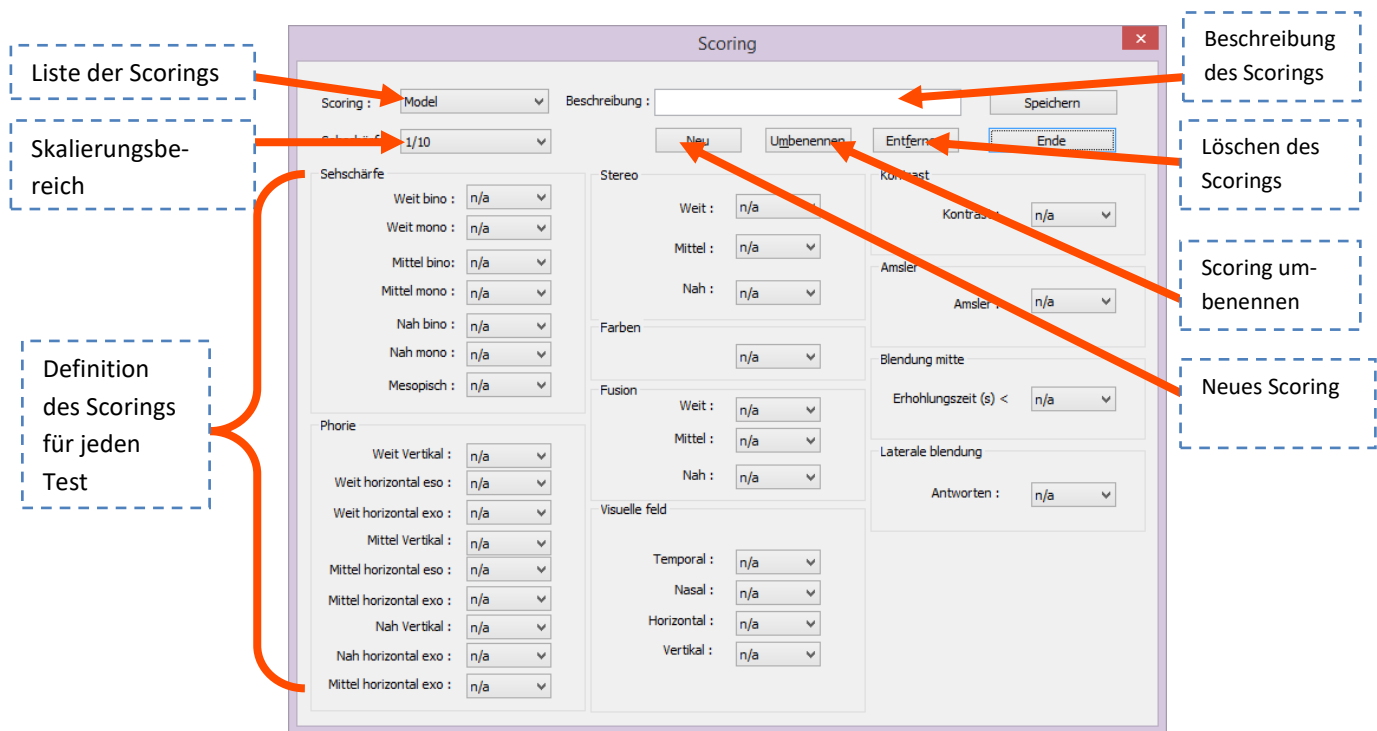 Scoring
Beschreibung
des Scorings
Liste der Scorings
Scoring :
Model
Beschreibung :
Speichern
Skalierungsbe-
reich
1/10
Neu
Umbenennen
Ende
Löschen des
Scorings
Sehschärfe
Weit bino : n/a
Weit mono : n/a
Mittel bino: n/a
Mittel mono : n/a
Nah bino : n/a
Nah mono : n/a
Mesopisch : n/a
Phorie
Weit Vertikal : n/a
Weit horizontal eso : n/a
Weit horizontal exo : n/a
Mittel Vertikal : n/a
Mittel horizontal eso : n/a
Mittel horizontal exo : n/a
Nah Vertikal : n/a
Nah horizontal exo : n/a
Mittel horizontal exo : n/a
Stereo
Weit : n/a
Mittel : n/a
Nah : n/a
Farben
n/a
Fusion
Weit : n/a
Mittel : n/a
Nah : n/a
Visuelle feld
Temporal : n/a
Nasal : n/a
Horizontal : n/a
Vertikal : n/a
Kontrast
Kontrast : n/a
Amsler
Amsler : n/a
Blendung mitte
Erhohlungszeit (s) < n/a
Laterale blendung
Antworten : n/a
Definition
des Scorings
für jeden
Test
Scoring um-
benennen
Neues Scoring